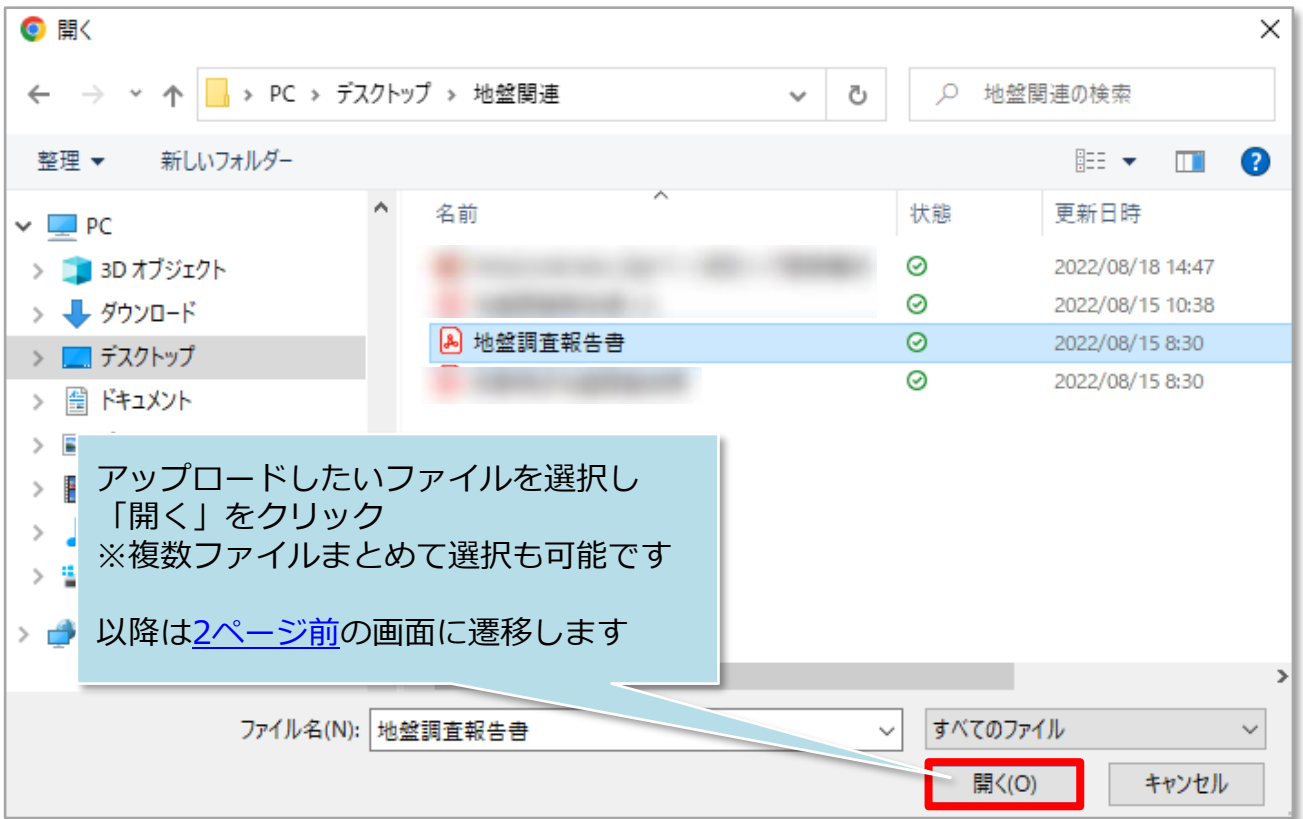 開く
PC › デスクトップ › 地盤関連
地盤関連の検索
整理
新しいフォルダー
PC
3D オブジェクト
ダウンロード
デスクトップ
ドキュメント
名前 状態 更新日時
2022/08/18 14:47
2022/08/15 10:38
地盤調査報告書 2022/08/15 8:30
2022/08/15 8:30
アップロードしたいファイルを選択し
「開く」をクリック
※複数ファイルまとめて選択も可能です
以降は2ページ前の画面に遷移します
ファイル名(N): 地盤調査報告書 すべてのファイル
開く(O) キャンセル